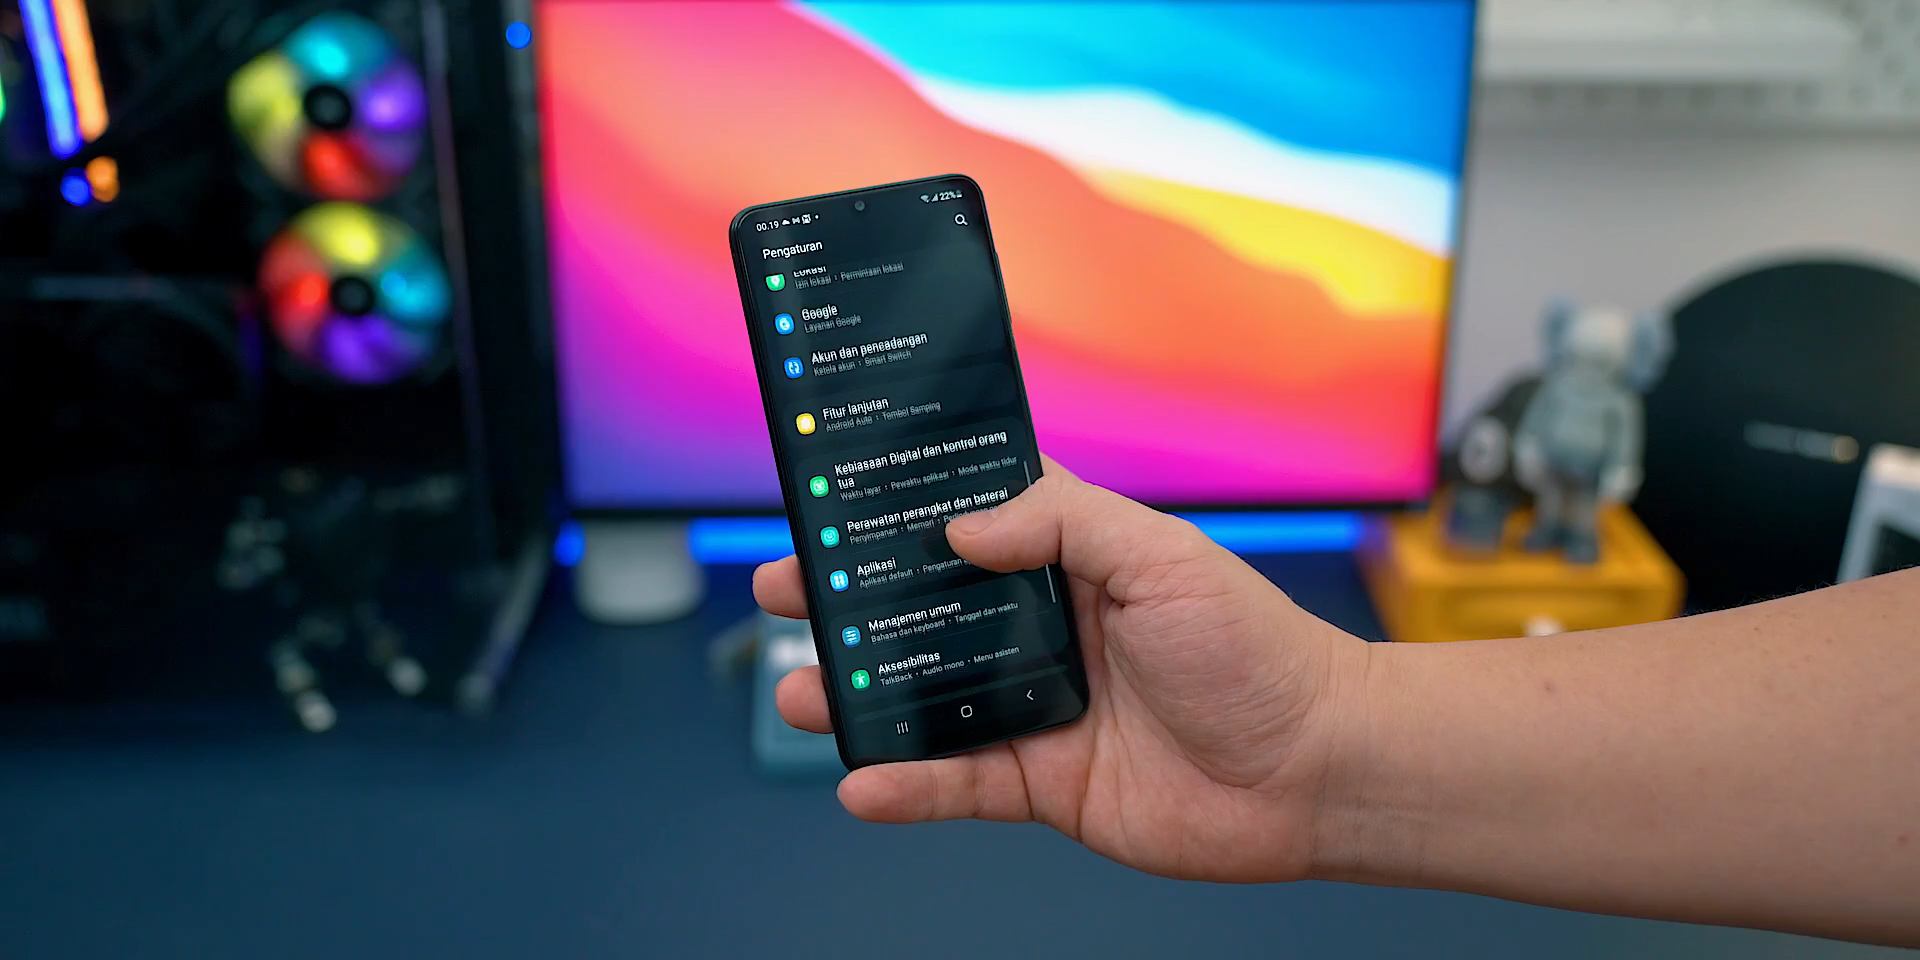 00.19
22%
Pengaturan
Lokasi
Izin lokasi • Permintaan lokasi
Google
Layanan Google
Akun dan pencadangan
Kelola akun • Smart Switch
Fitur lanjutan
Android Auto • Tombol Samping
Kebiasaan Digital dan kontrol orang
tua
Waktu layar • Pewaktu aplikasi • Mode waktu tidur
Perawatan perangkat dan baterai
Penyimpanan • Memori •
Aplikasi
Aplikasi default • Pengaturan
Manajemen umum
Bahasa dan keyboard • Tanggal dan waktu
Aksesibilitas
TalkBack • Audio mono • Menu asisten